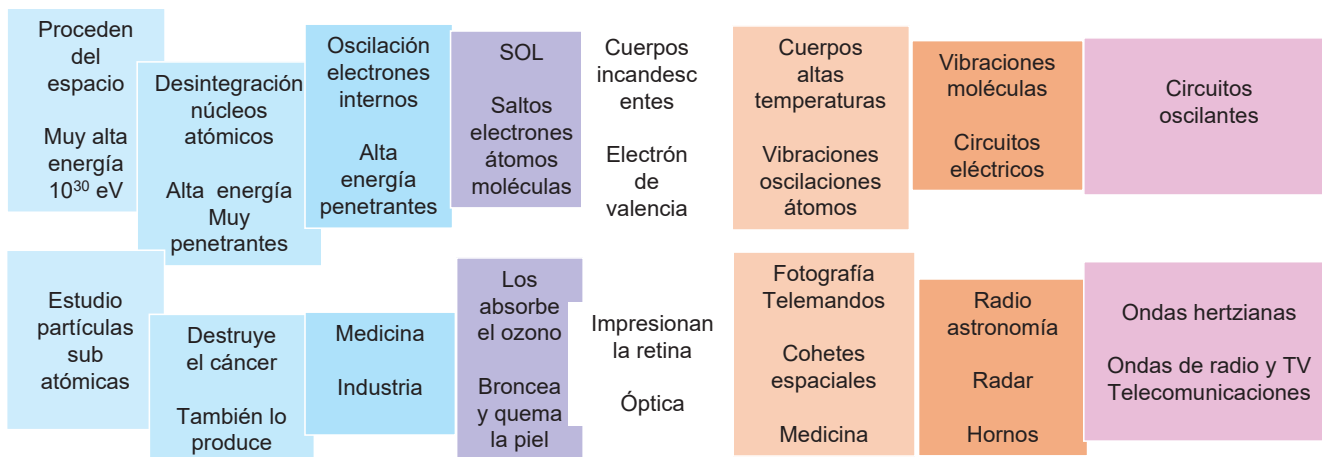 Proceden
del
espacio
Muy alta
energía
10³⁰ eV
Desintegración
núcleos
atómicos
Alta energía
Muy
penetrantes
Oscilación
electrones
internos
Alta
energía
penetrantes
SOL
Saltos
electrones
átomos
moléculas
Cuerpos
incandesc
entes
Electrón
de
valencia
Cuerpos
altas
temperaturas
Vibraciones
oscilaciones
átomos
Vibraciones
moléculas
Circuitos
eléctricos
Circuitos
oscilantes
Estudio
partículas
sub
atómicas
Destruye
el cáncer
También lo
produce
Medicina
Industria
Los
absorbe
el ozono
Broncea
y quema
la piel
Impresionan
la retina
Óptica
Fotografía
Telemandos
Cohetes
espaciales
Medicina
Radio
astronomía
Radar
Hornos
Ondas hertzianas
Ondas de radio y TV
Telecomunicaciones